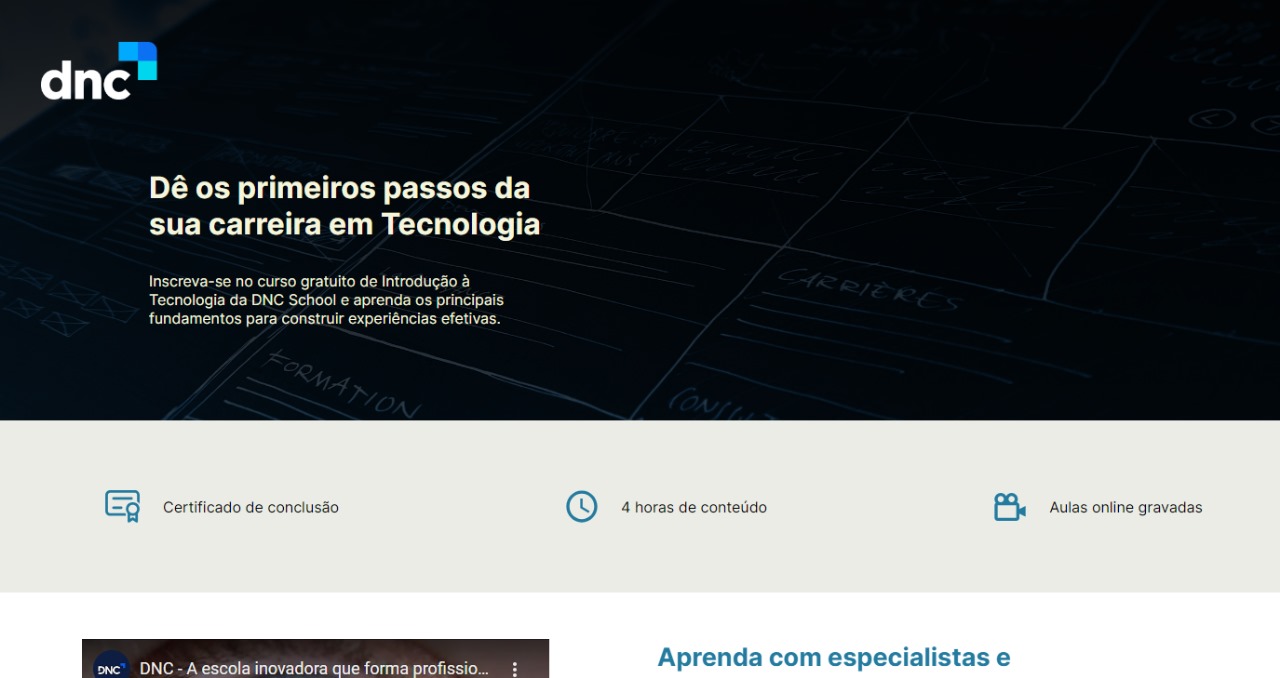 dnc
Dê os primeiros passos da
sua carreira em Tecnologia
Inscreva-se no curso gratuito de Introdução à
Tecnologia da DNC School e aprenda os principais
fundamentos para construir experiências efetivas.
CARRIÈRES
FORMATION
CONSULT
Certificado de conclusão
4 horas de conteúdo
Aulas online gravadas
DNC
DNC - A escola inovadora que forma profissio...
Aprenda com especialistas e